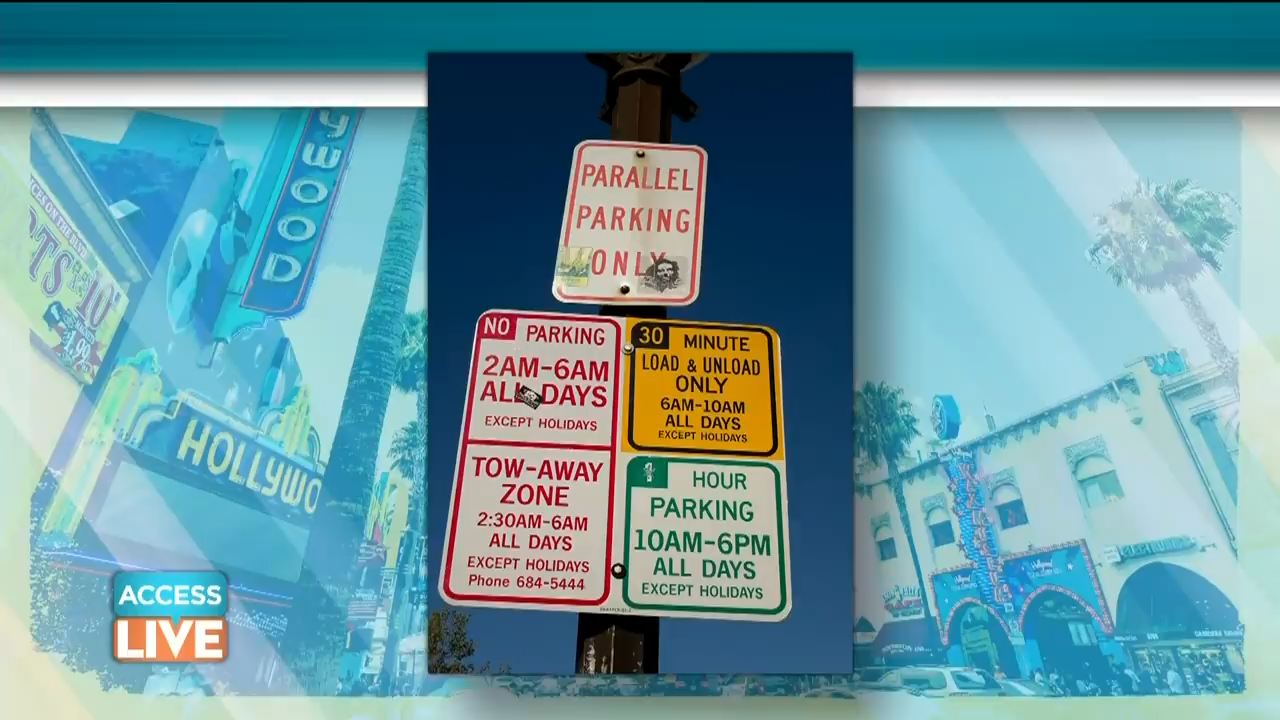 PARALLEL
PARKING
ONLY
NO PARKING
2AM-6AM
ALL DAYS
EXCEPT HOLIDAYS
TOW-AWAY
ZONE
2:30AM-6AM
ALL DAYS
EXCEPT HOLIDAYS
Phone 684-5444
30 MINUTE
LOAD & UNLOAD
ONLY
6AM-10AM
ALL DAYS
EXCEPT HOLIDAYS
HOUR
PARKING
10AM-6PM
ALL DAYS
EXCEPT HOLIDAYS
YWOOD
HOLLYWO
ACCESS
LIVE